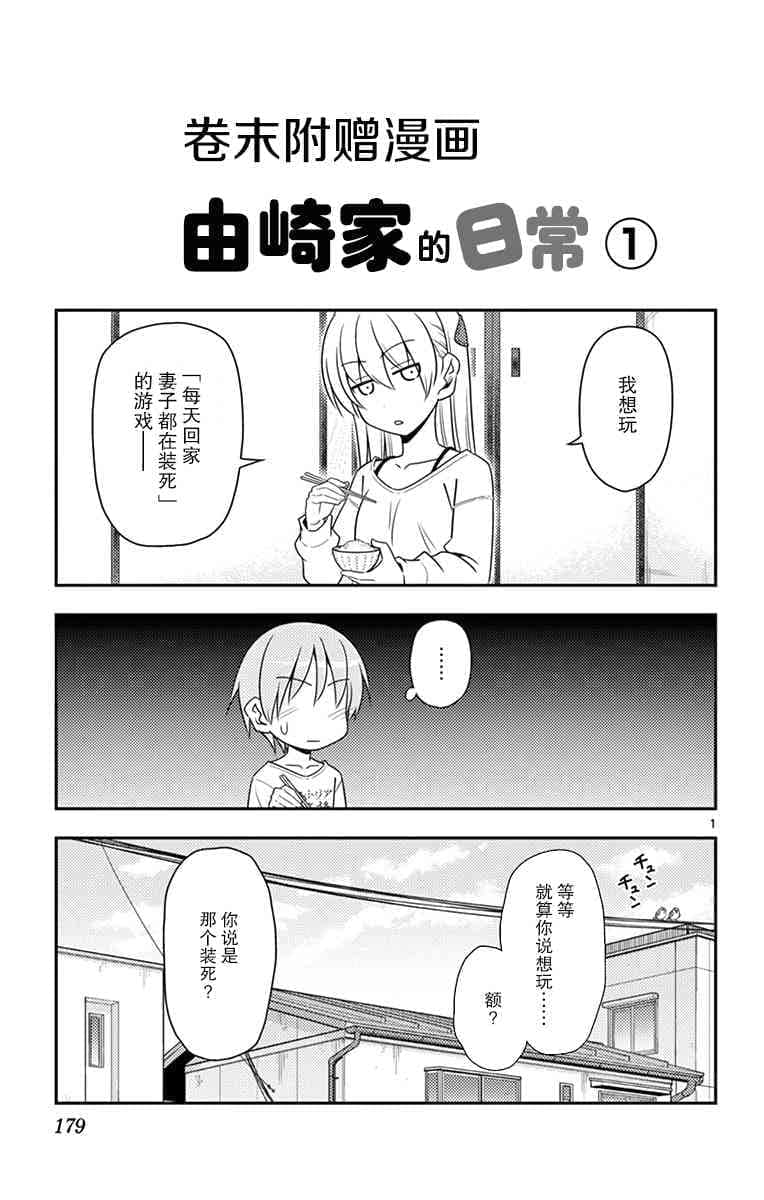 卷末附赠漫画
由崎家的日常①
我想玩
「每天回家
妻子都在装死」
的游戏——
……
1
チュン
チュン
等等
就算你说想玩……
额?
你说是
那个装死?
179